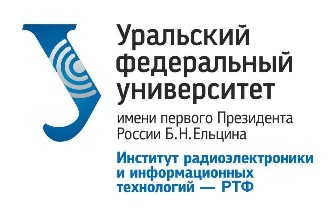 Уральский
федеральный
университет
имени первого Президента
России Б.Н.Ельцина
Институт радиоэлектроники
и информационных
технологий — РТФ